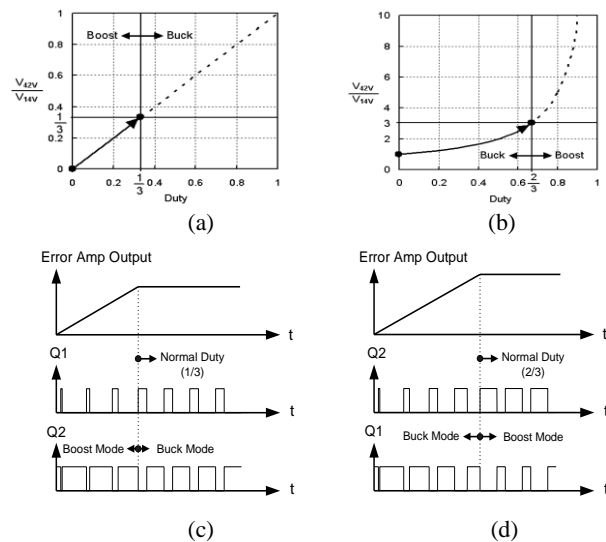 1
0.8
0.6
0.4
1/3
0.2
0
V42V
V14V
Boost
Buck
0 0.2 1/3 0.4 0.6 0.8 1
Duty
(a)
10
8
6
4
3
2
0
V42V
V14V
Buck
Boost
0 0.2 0.4 0.6 2/3 0.8 1
Duty
(b)
Error Amp Output
t
Q1
Normal Duty
(1/3)
t
Q2
Boost Mode
Buck Mode
t
(c)
Error Amp Output
t
Q2
Normal Duty
(2/3)
t
Q1
Buck Mode
Boost Mode
t
(d)